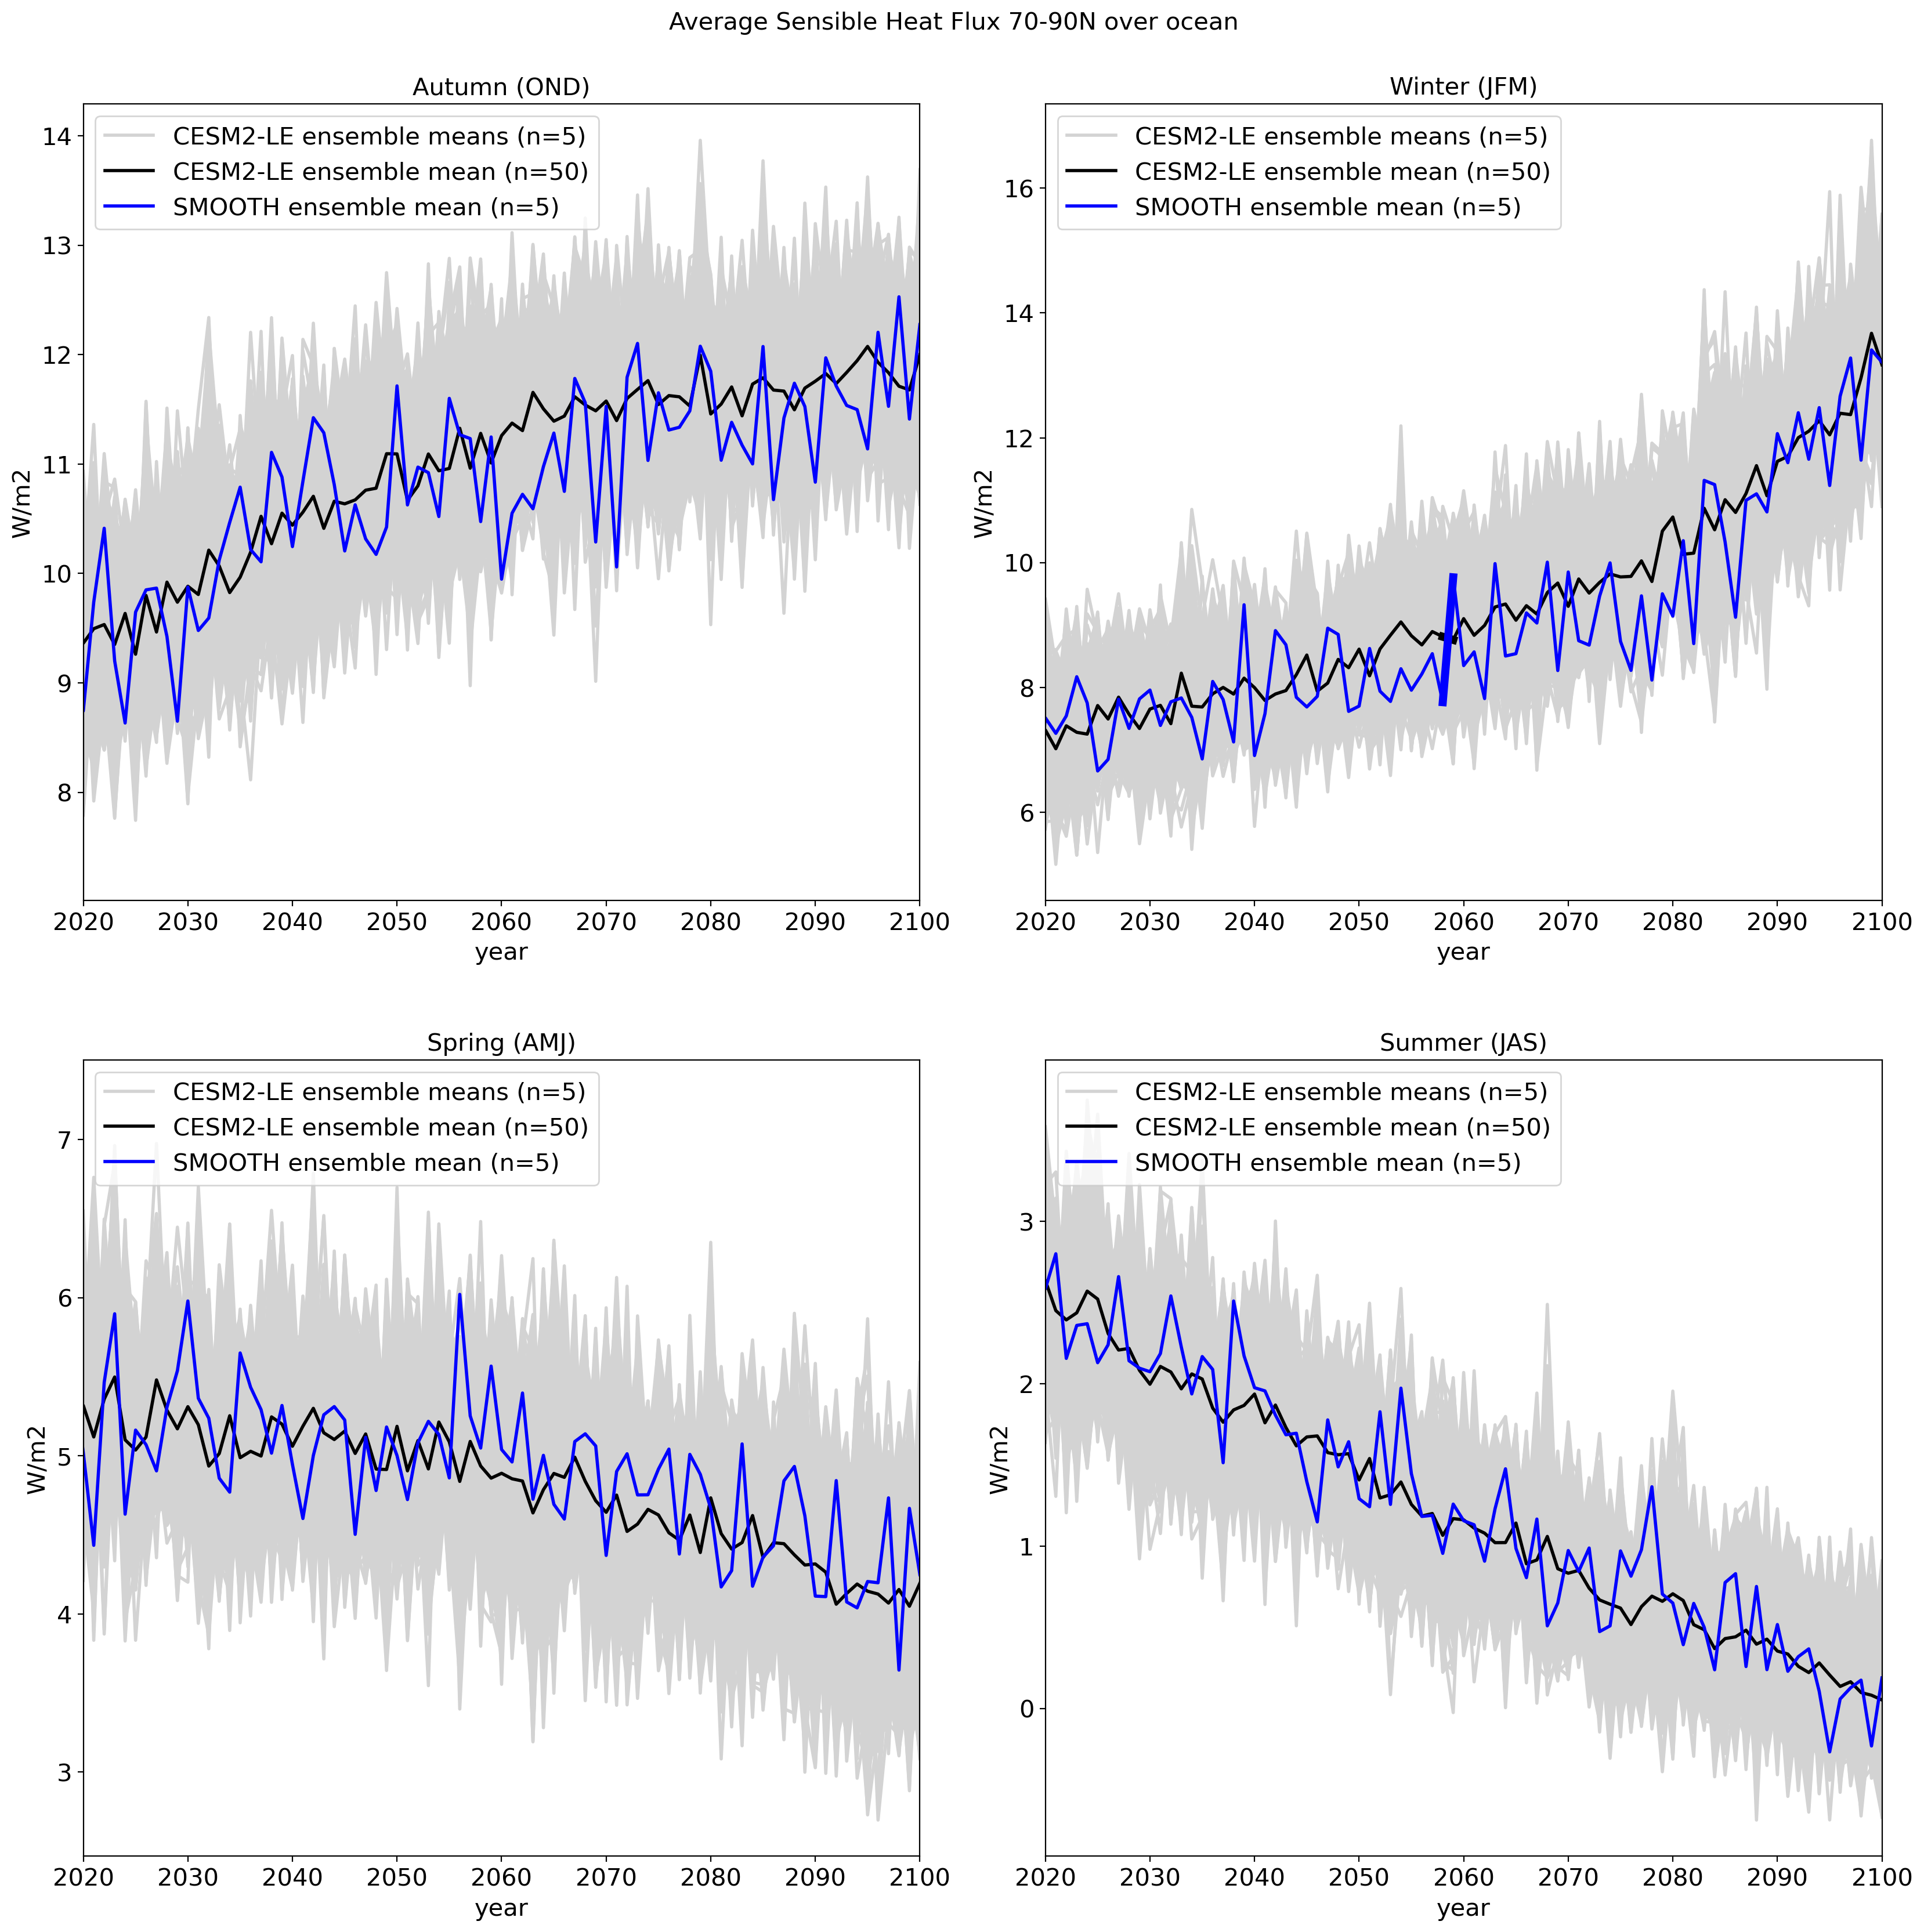 Average Sensible Heat Flux 70-90N over ocean
Autumn (OND)
CESM2-LE ensemble means (n=5)
CESM2-LE ensemble mean (n=50)
SMOOTH ensemble mean (n=5)
W/m2
14
13
12
11
10
9
8
2020 2030 2040 2050 2060 2070 2080 2090 2100
year
Winter (JFM)
CESM2-LE ensemble means (n=5)
CESM2-LE ensemble mean (n=50)
SMOOTH ensemble mean (n=5)
W/m2
16
14
12
10
8
6
2020 2030 2040 2050 2060 2070 2080 2090 2100
year
Spring (AMJ)
CESM2-LE ensemble means (n=5)
CESM2-LE ensemble mean (n=50)
SMOOTH ensemble mean (n=5)
W/m2
7
6
5
4
3
2020 2030 2040 2050 2060 2070 2080 2090 2100
year
Summer (JAS)
CESM2-LE ensemble means (n=5)
CESM2-LE ensemble mean (n=50)
SMOOTH ensemble mean (n=5)
W/m2
3
2
1
0
2020 2030 2040 2050 2060 2070 2080 2090 2100
year